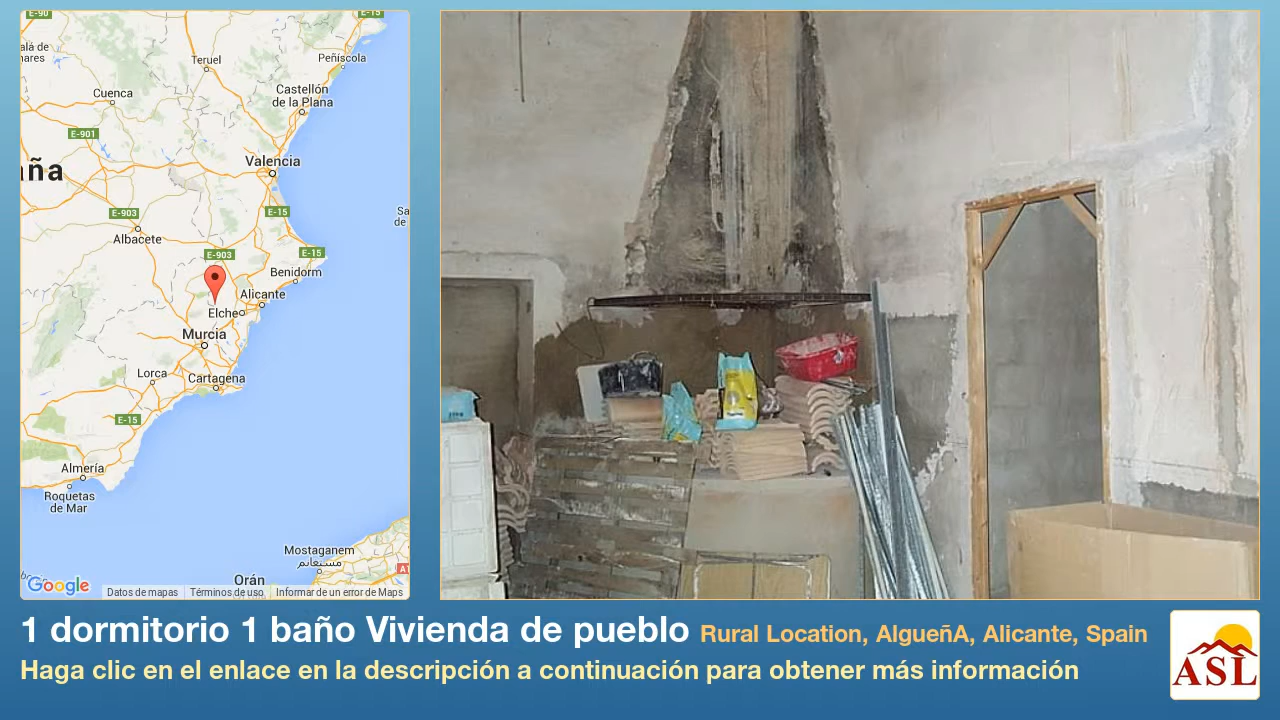 E-90
E-15
alá de
nares
Teruel
Peñíscola
Cuenca
Castellón
de la Plana
E-901
Valencia
aña
E-903
E-15
Sa
de
Albacete
E-903
E-15
Benidorm
Alicante
Elche
Murcia
Lorca
Cartagena
E-15
Almería
Roquetas
de Mar
Mostaganem
مستغانم
Orán
A
Google
Datos de mapas
Términos de uso
Informar de un error de Maps
1 dormitorio 1 baño Vivienda de pueblo Rural Location, AlgueñA, Alicante, Spain
Haga clic en el enlace en la descripción a continuación para obtener más información
ASL